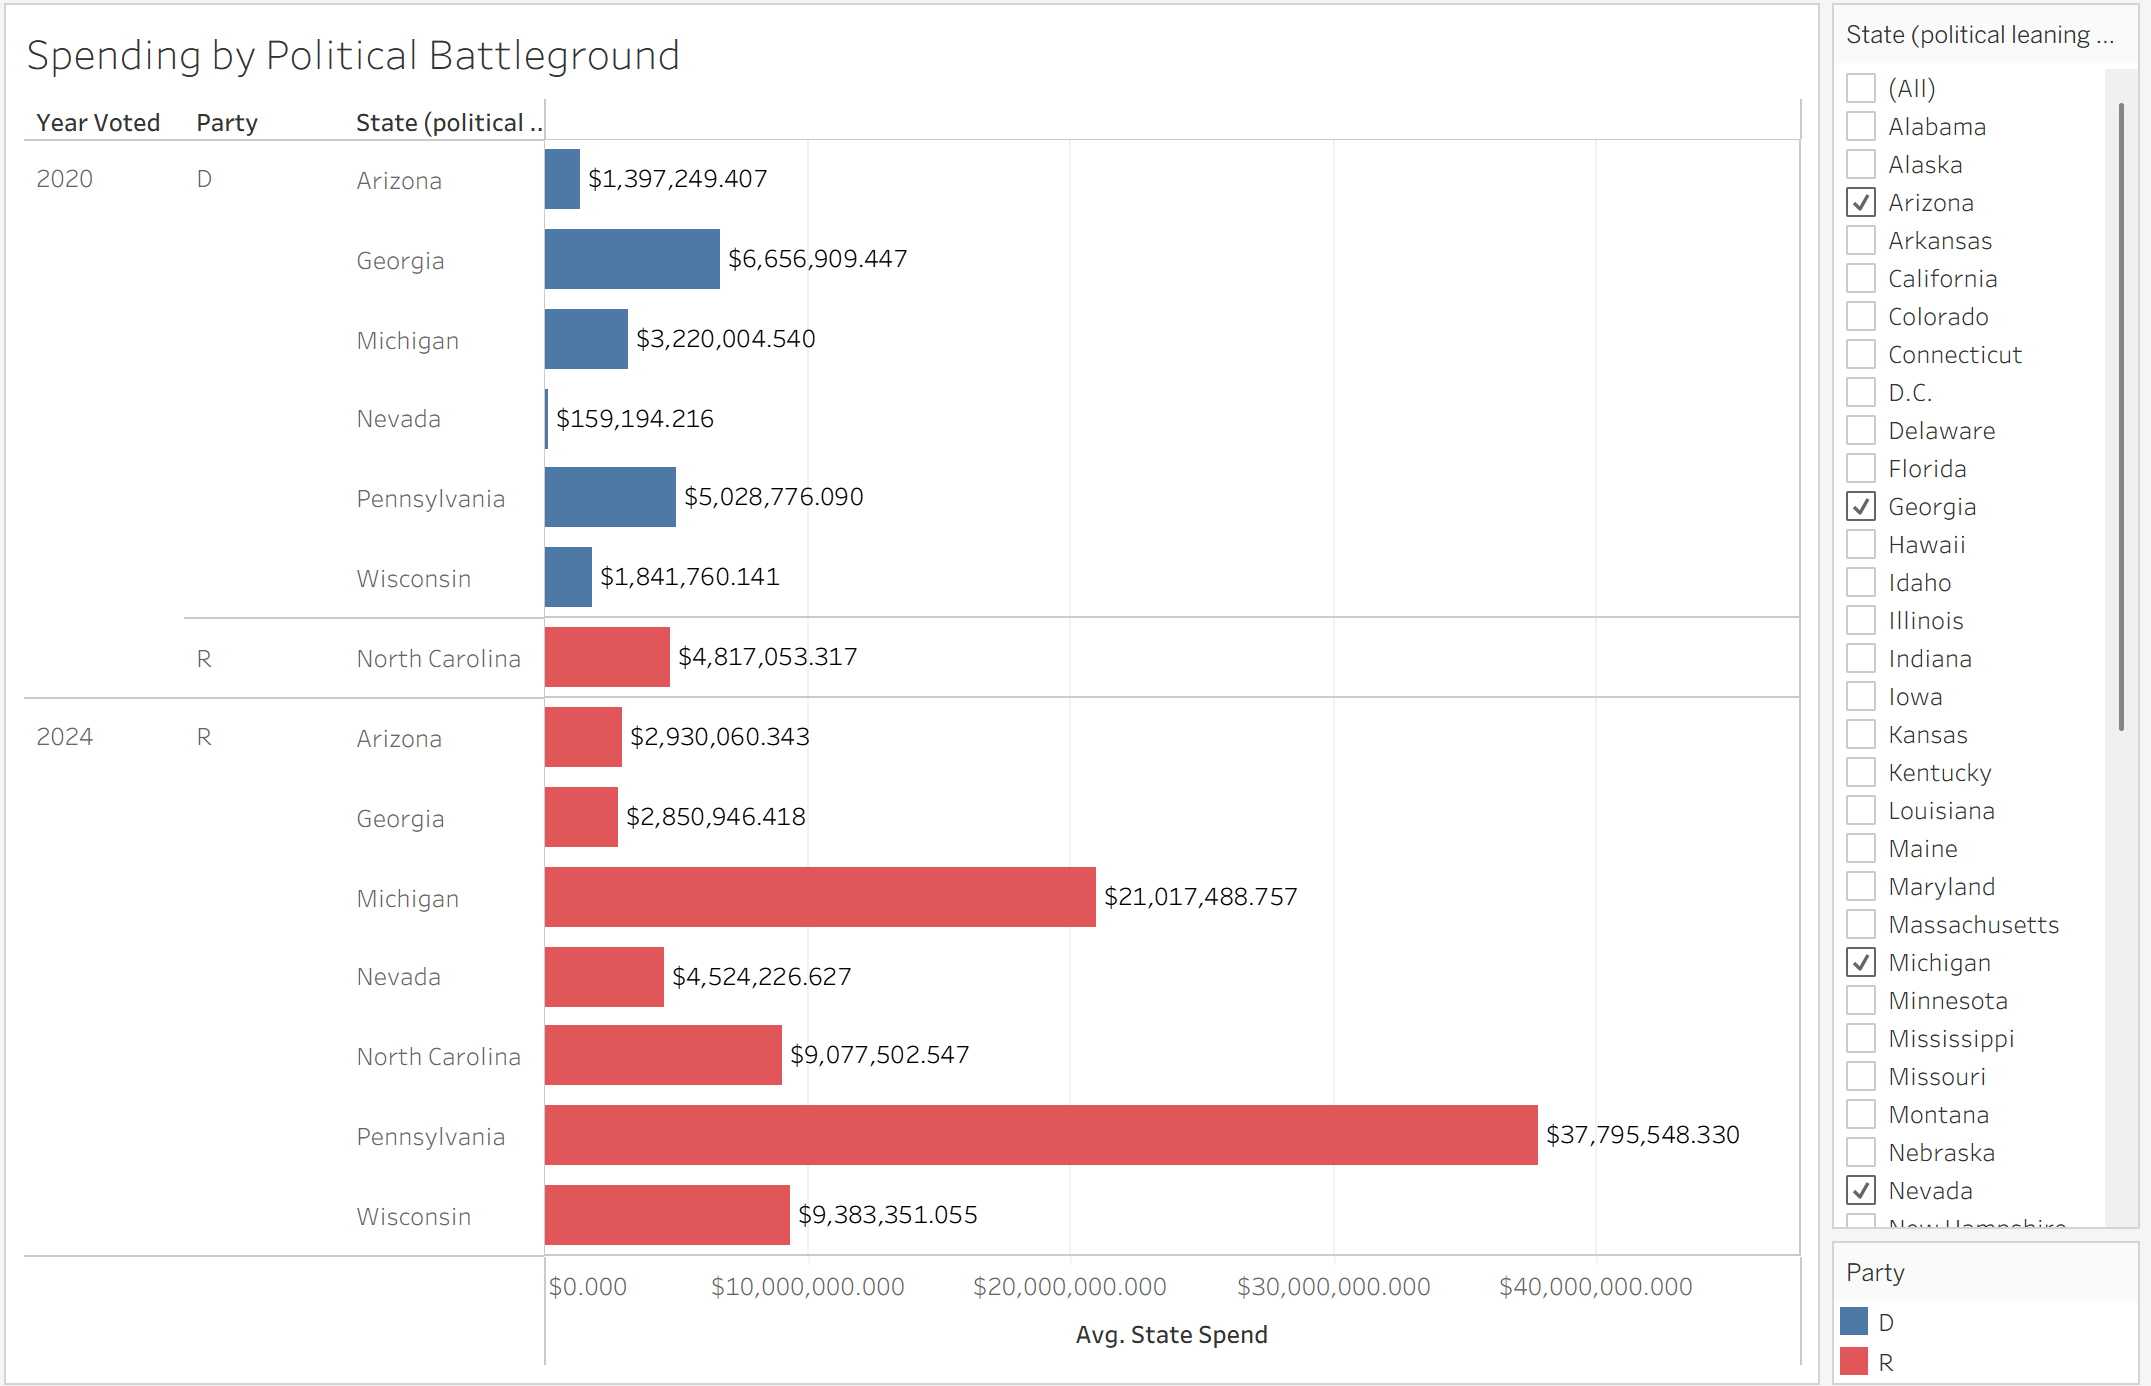 Spending by Political Battleground
Year Voted Party State (political ..
2020 D Arizona $1,397,249.407
Georgia $6,656,909.447
Michigan $3,220,004.540
Nevada $159,194.216
Pennsylvania $5,028,776.090
Wisconsin $1,841,760.141
R North Carolina $4,817,053.317
2024 R Arizona $2,930,060.343
Georgia $2,850,946.418
Michigan $21,017,488.757
Nevada $4,524,226.627
North Carolina $9,077,502.547
Pennsylvania $37,795,548.330
Wisconsin $9,383,351.055
$0.000 $10,000,000.000 $20,000,000.000 $30,000,000.000 $40,000,000.000
Avg. State Spend
State (political leaning ...
(All)
Alabama
Alaska
Arizona
Arkansas
California
Colorado
Connecticut
D.C.
Delaware
Florida
Georgia
Hawaii
Idaho
Illinois
Indiana
Iowa
Kansas
Kentucky
Louisiana
Maine
Maryland
Massachusetts
Michigan
Minnesota
Mississippi
Missouri
Montana
Nebraska
Nevada
New Hampshire
Party
D
R